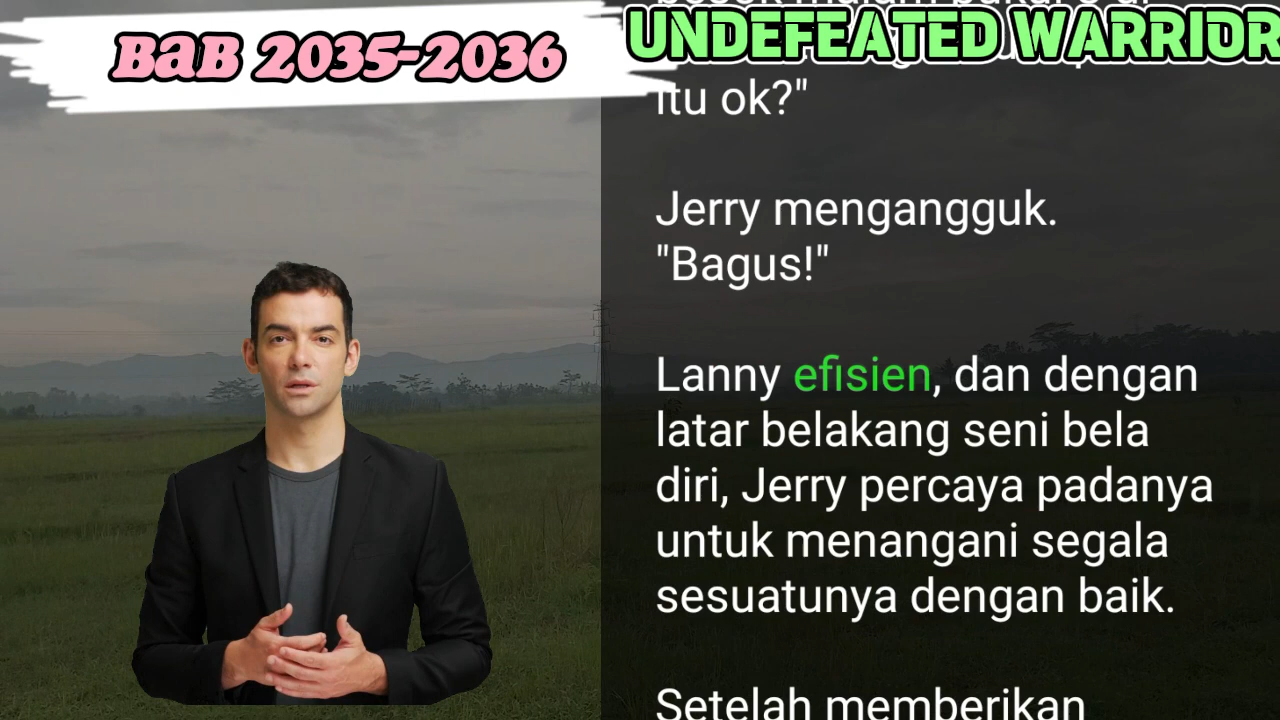 BAB 2035-2036
UNDEFEATED WARRIOR
itu ok?"
Jerry mengangguk.
"Bagus!"
Lanny efisien, dan dengan
latar belakang seni bela
diri, Jerry percaya padanya
untuk menangani segala
sesuatunya dengan baik.
Setelah memberikan